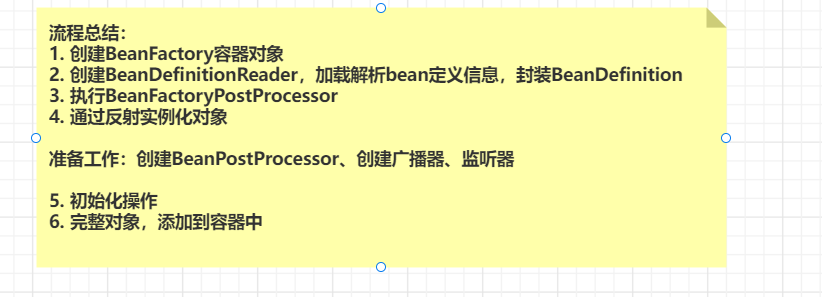 流程总结：
1. 创建BeanFactory容器对象
2. 创建BeanDefinitionReader，加载解析bean定义信息，封装BeanDefinition
3. 执行BeanFactoryPostProcessor
4. 通过反射实例化对象
准备工作：创建BeanPostProcessor、创建广播器、监听器
5. 初始化操作
6. 完整对象，添加到容器中